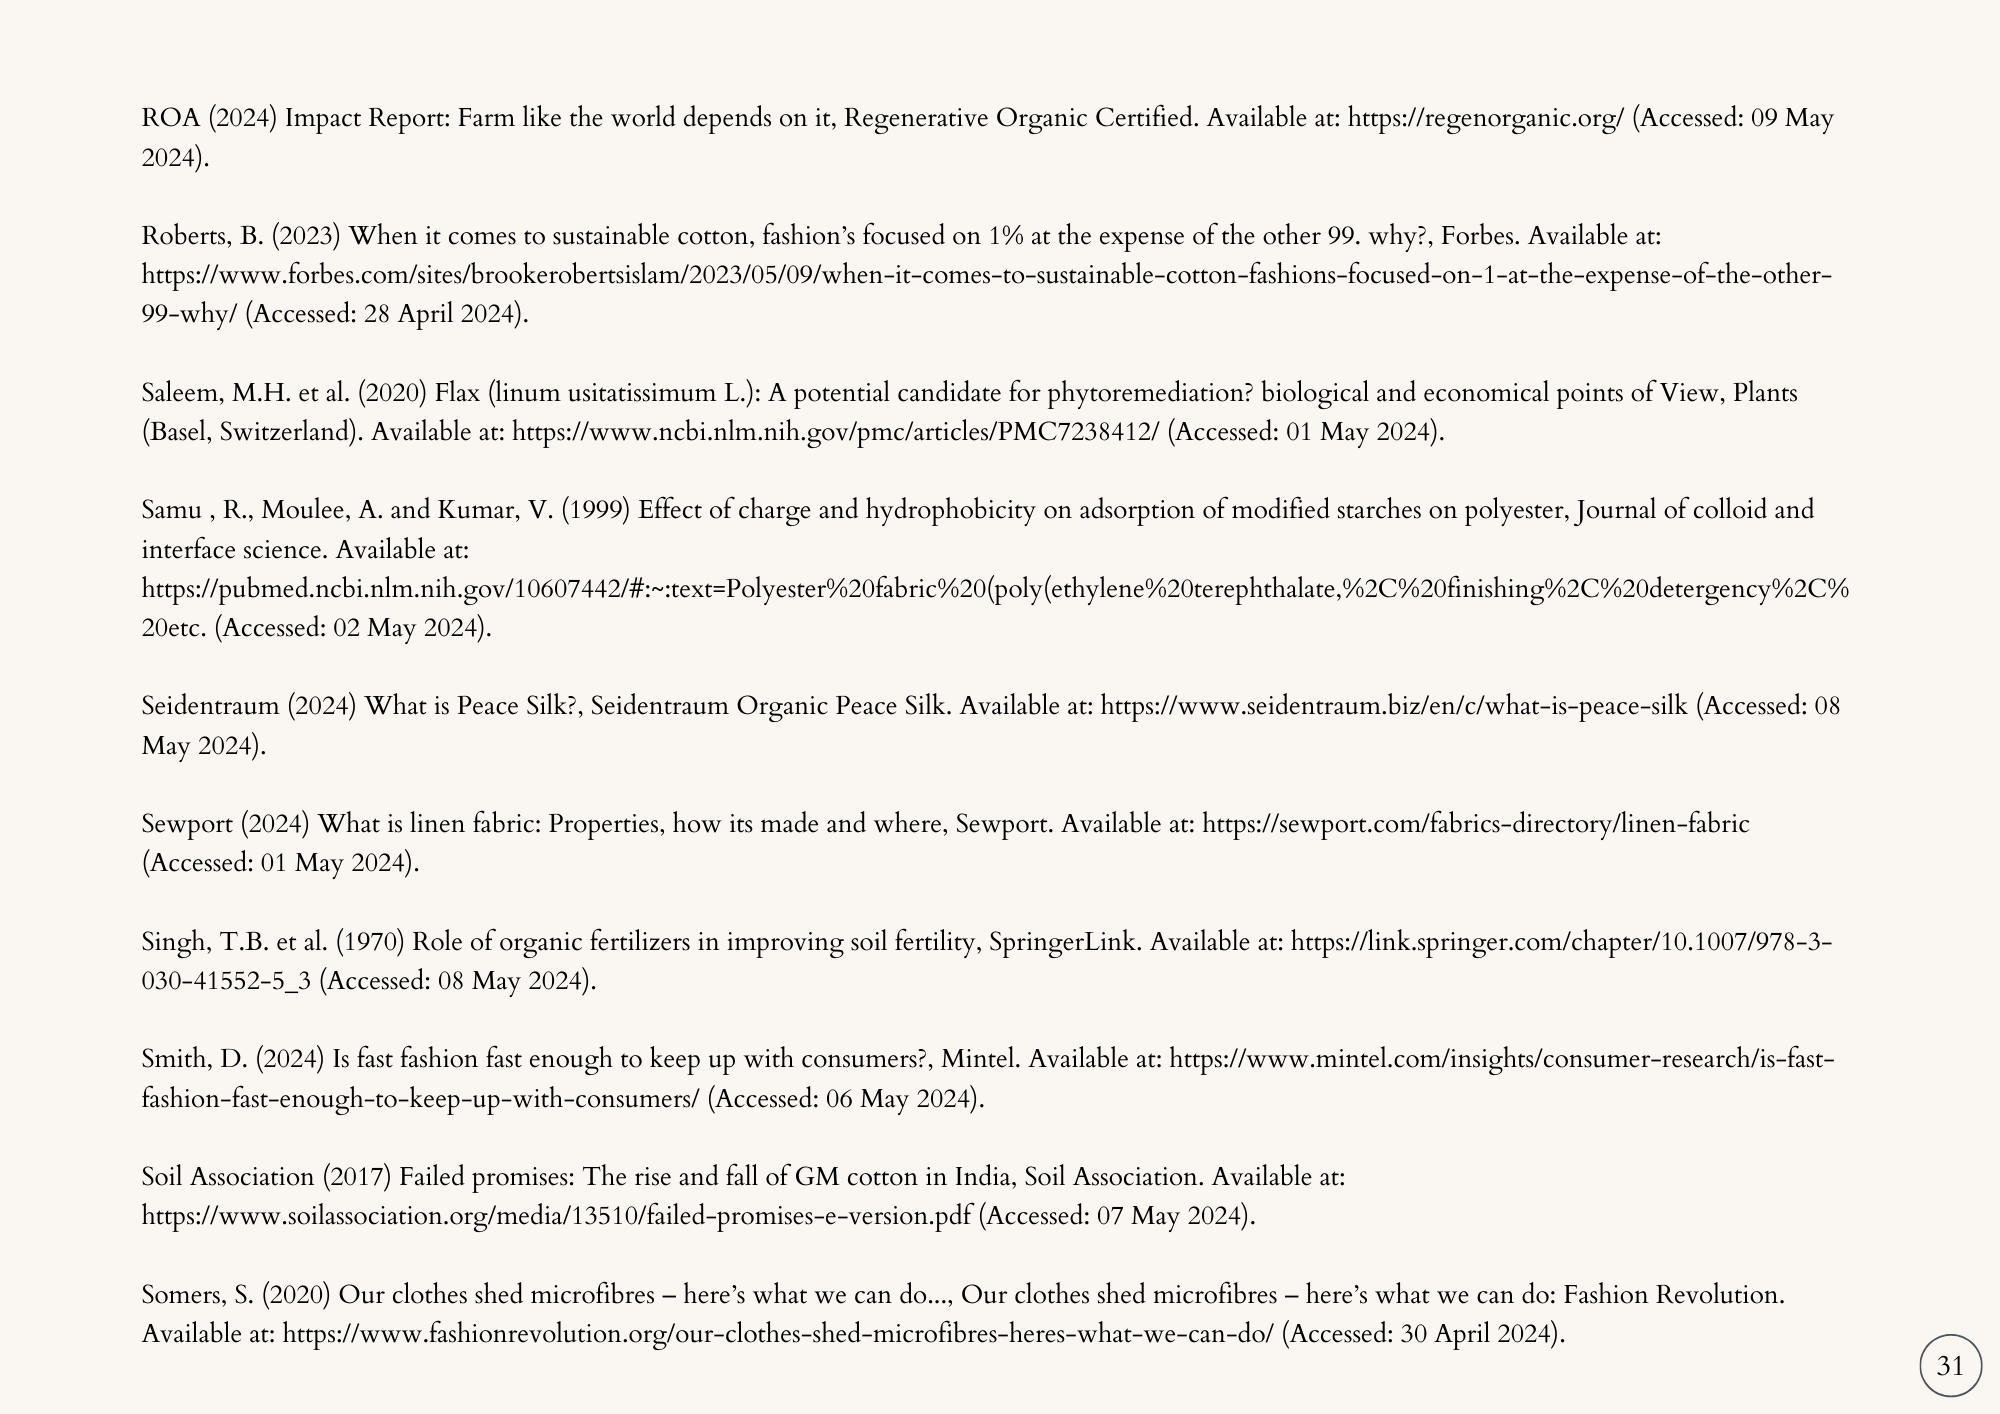 ROA (2024) Impact Report: Farm like the world depends on it, Regenerative Organic Certified. Available at: https://regenorganic.org/ (Accessed: 09 May
2024).
Roberts, B. (2023) When it comes to sustainable cotton, fashion's focused on 1% at the expense of the other 99. why?, Forbes. Available at:
https://www.forbes.com/sites/brookerobertsislam/2023/05/09/when-it-comes-to-sustainable-cotton-fashions-focused-on-1-at-the-expense-of-the-other-
99-why/ (Accessed: 28 April 2024).
Saleem, M.H. et al. (2020) Flax (linum usitatissimum L.): A potential candidate for phytoremediation? biological and economical points of View, Plants
(Basel, Switzerland). Available at: https://www.ncbi.nlm.nih.gov/pmc/articles/PMC7238412/ (Accessed: 01 May 2024).
Samu , R., Moulee, A. and Kumar, V. (1999) Effect of charge and hydrophobicity on adsorption of modified starches on polyester, Journal of colloid and
interface science. Available at:
https://pubmed.ncbi.nlm.nih.gov/10607442/#:~:text=Polyester%20fabric%20(poly(ethylene%20terephthalate,%2C%20finishing%2C%20detergency%2C%
20etc. (Accessed: 02 May 2024).
Seidentraum (2024) What is Peace Silk?, Seidentraum Organic Peace Silk. Available at: https://www.seidentraum.biz/en/c/what-is-peace-silk (Accessed: 08
May 2024).
Sewport (2024) What is linen fabric: Properties, how its made and where, Sewport. Available at: https://sewport.com/fabrics-directory/linen-fabric
(Accessed: 01 May 2024).
Singh, T.B. et al. (1970) Role of organic fertilizers in improving soil fertility, SpringerLink. Available at: https://link.springer.com/chapter/10.1007/978-3-
030-41552-5_3 (Accessed: 08 May 2024).
Smith, D. (2024) Is fast fashion fast enough to keep up with consumers?, Mintel. Available at: https://www.mintel.com/insights/consumer-research/is-fast-
fashion-fast-enough-to-keep-up-with-consumers/ (Accessed: 06 May 2024).
Soil Association (2017) Failed promises: The rise and fall of GM cotton in India, Soil Association. Available at:
https://www.soilassociation.org/media/13510/failed-promises-e-version.pdf (Accessed: 07 May 2024).
Somers, S. (2020) Our clothes shed microfibres – here's what we can do..., Our clothes shed microfibres – here's what we can do: Fashion Revolution.
Available at: https://www.fashionrevolution.org/our-clothes-shed-microfibres-heres-what-we-can-do/ (Accessed: 30 April 2024).
31